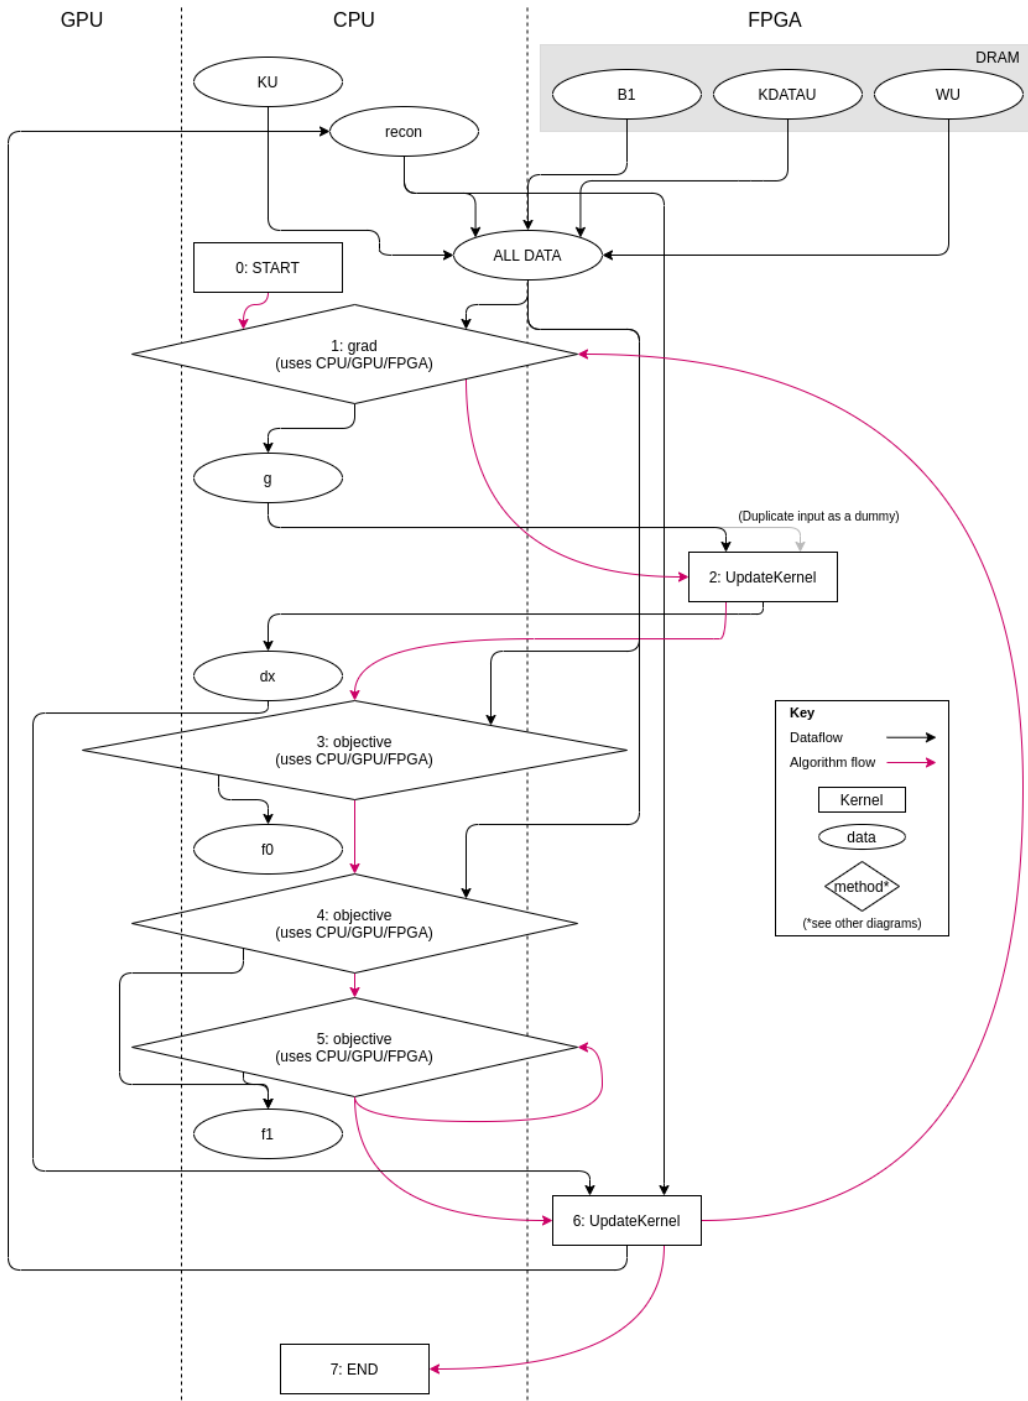 GPU
CPU
FPGA
DRAM
KU
B1
KDATAU
WU
recon
ALL DATA
0: START
1: grad
(uses CPU/GPU/FPGA)
g
(Duplicate input as a dummy)
2: UpdateKernel
dx
3: objective
(uses CPU/GPU/FPGA)
Key
Dataflow
Algorithm flow
Kernel
data
method*
(*see other diagrams)
f0
4: objective
(uses CPU/GPU/FPGA)
5: objective
(uses CPU/GPU/FPGA)
f1
6: UpdateKernel
7: END